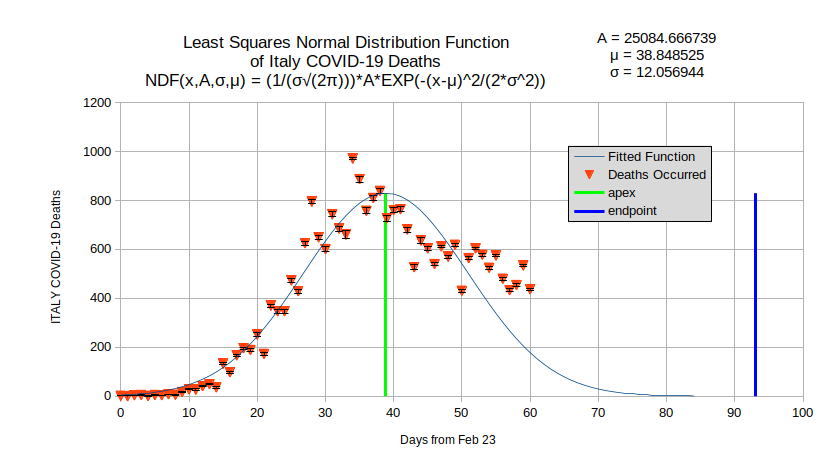 Least Squares Normal Distribution Function
of Italy COVID-19 Deaths
NDF(x,A,σ,μ) = (1/(σ√(2π)))*A*EXP(-(x-μ)^2/(2*σ^2))
A = 25084.666739
μ = 38.848525
σ = 12.056944
ITALY COVID-19 Deaths
1200
1000
800
600
400
200
0
Fitted Function
Deaths Occurred
apex
endpoint
0 10 20 30 40 50 60 70 80 90 100
Days from Feb 23